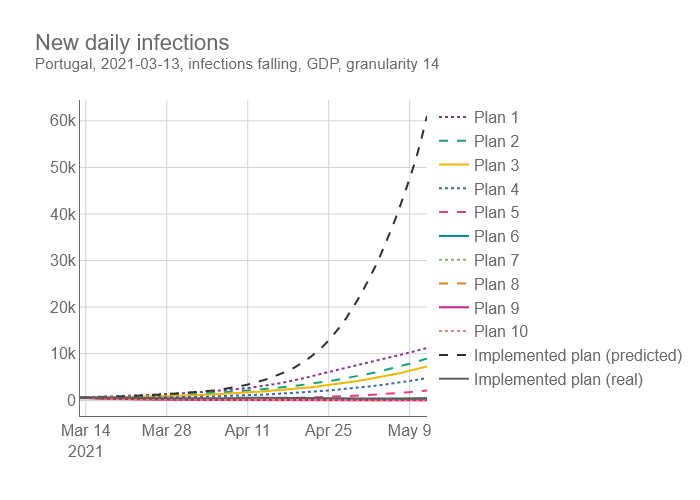 New daily infections
Portugal, 2021-03-13, infections falling, GDP, granularity 14
60k
50k
40k
30k
20k
10k
0
Mar 14
2021
Mar 28
Apr 11
Apr 25
May 9
Plan 1
Plan 2
Plan 3
Plan 4
Plan 5
Plan 6
Plan 7
Plan 8
Plan 9
Plan 10
Implemented plan (predicted)
Implemented plan (real)